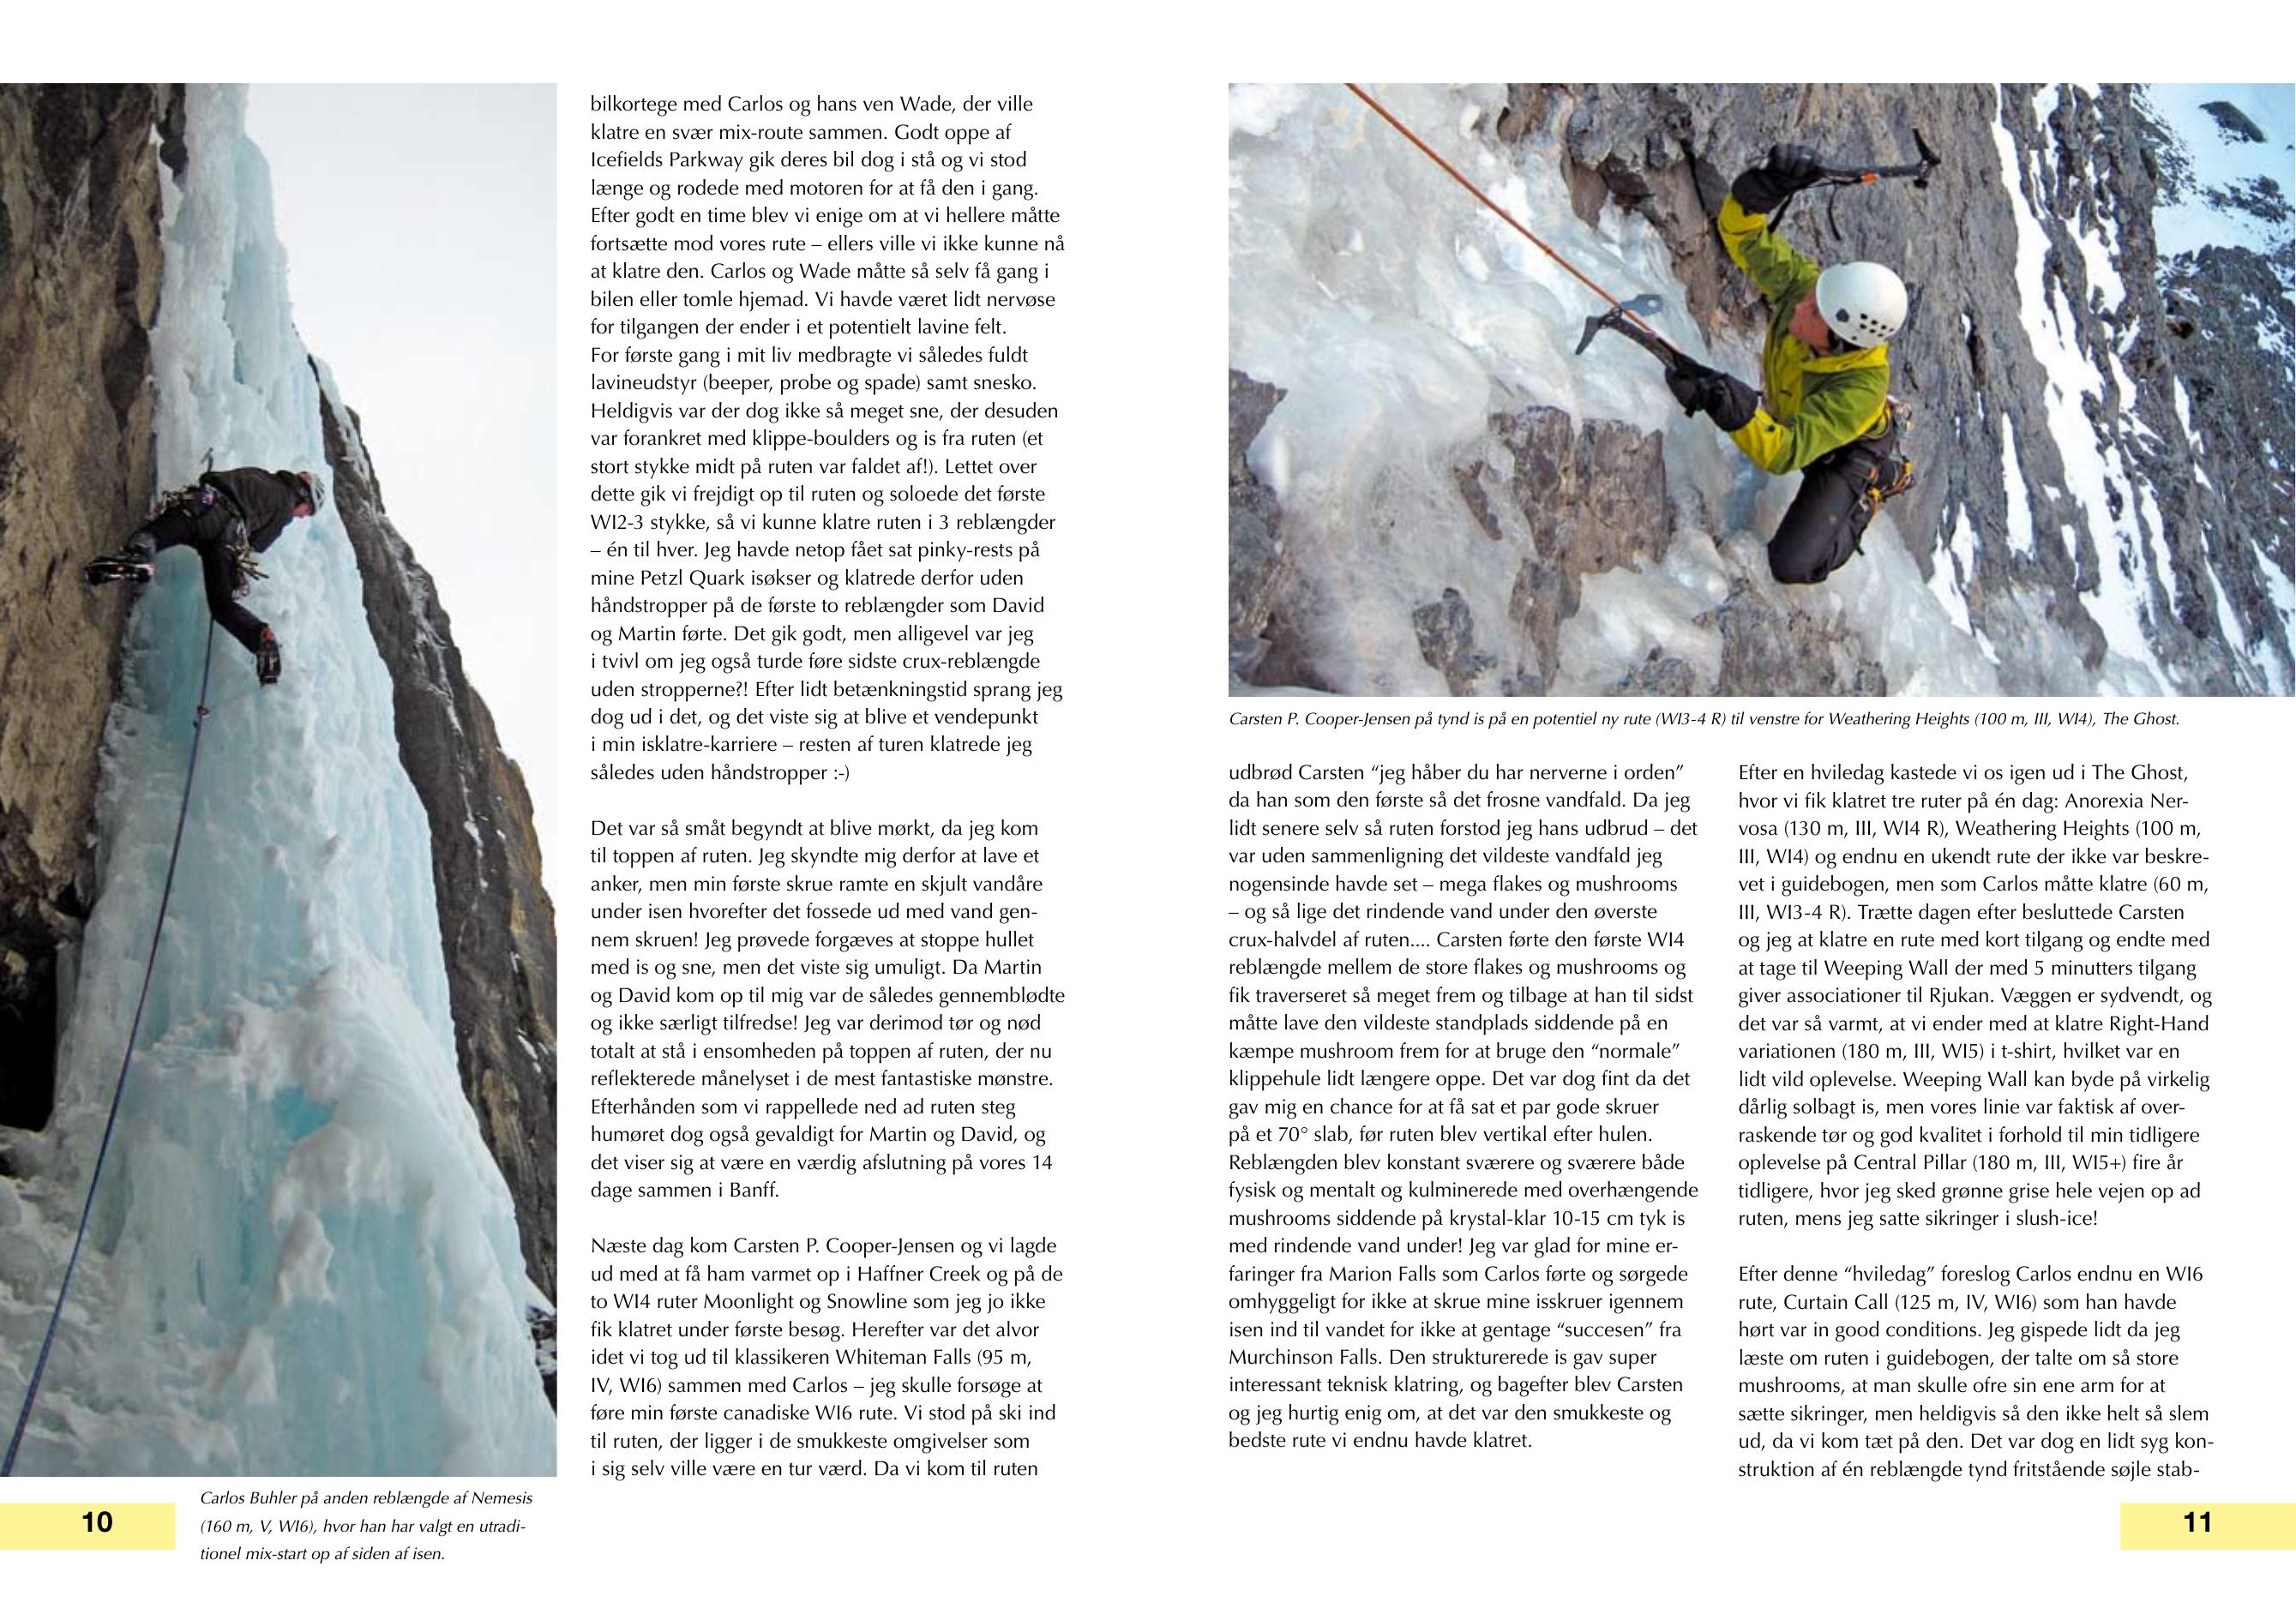 bilkortege med Carlos og hans ven Wade, der ville
klatre en svær mix-route sammen. Godt oppe af
Icefields Parkway gik deres bil dog i stå og vi stod
længe og rodede med motoren for at få den i gang.
Efter godt en time blev vi enige om at vi hellere måtte
fortsætte mod vores rute – ellers ville vi ikke kunne nå
at klatre den. Carlos og Wade måtte så selv få gang i
bilen eller tomle hjemad. Vi havde været lidt nervøse
for tilgangen der ender i et potentielt lavine felt.
For første gang i mit liv medbragte vi således fuldt
lavineudstyr (beeper, probe og spade) samt snesko.
Heldigvis var der dog ikke så meget sne, der desuden
var forankret med klippe-boulders og is fra ruten (et
stort stykke midt på ruten var faldet af!). Lettet over
dette gik vi frejdigt op til ruten og soloede det første
WI2-3 stykke, så vi kunne klatre ruten i 3 reblængder
– én til hver. Jeg havde netop fået sat pinky-rests på
mine Petzl Quark isøkser og klatrede derfor uden
håndstropper på de første to reblængder som David
og Martin førte. Det gik godt, men alligevel var jeg
i tvivl om jeg også turde føre sidste crux-reblængde
uden stropperne?! Efter lidt betænkningstid sprang jeg
dog ud i det, og det viste sig at blive et vendepunkt
i min isklatre-karriere – resten af turen klatrede jeg
således uden håndstropper :-)
Det var så småt begyndt at blive mørkt, da jeg kom
til toppen af ruten. Jeg skyndte mig derfor at lave et
anker, men min første skrue ramte en skjult vandåre
under isen hvorefter det fossede ud med vand gen-
nem skruen! Jeg prøvede forgæves at stoppe hullet
med is og sne, men det viste sig umuligt. Da Martin
og David kom op til mig var de således gennemblødte
og ikke særligt tilfredse! Jeg var derimod tør og nød
totalt at stå i ensomheden på toppen af ruten, der nu
reflekterede månelyset i de mest fantastiske mønstre.
Efterhånden som vi rappellede ned ad ruten steg
humøret dog også gevaldigt for Martin og David, og
det viser sig at være en værdig afslutning på vores 14
dage sammen i Banff.
Næste dag kom Carsten P. Cooper-Jensen og vi lagde
ud med at få ham varmet op i Haffner Creek og på de
to WI4 ruter Moonlight og Snowline som jeg jo ikke
fik klatret under første besøg. Herefter var det alvor
idet vi tog ud til klassikeren Whiteman Falls (95 m,
IV, WI6) sammen med Carlos – jeg skulle forsøge at
føre min første canadiske WI6 rute. Vi stod på ski ind
til ruten, der ligger i de smukkeste omgivelser som
i sig selv ville være en tur værd. Da vi kom til ruten
Carlos Buhler på anden reblængde af Nemesis
(160 m, V, WI6), hvor han har valgt en utradi-
tionel mix-start op af siden af isen.
10
Carsten P. Cooper-Jensen på tynd is på en potentiel ny rute (WI3-4 R) til venstre for Weathering Heights (100 m, III, WI4), The Ghost.
udbrød Carsten “jeg håber du har nerverne i orden”
da han som den første så det frosne vandfald. Da jeg
lidt senere selv så ruten forstod jeg hans udbrud – det
var uden sammenligning det vildeste vandfald jeg
nogensinde havde set – mega flakes og mushrooms
– og så lige det rindende vand under den øverste
crux-halvdel af ruten.... Carsten førte den første WI4
reblængde mellem de store flakes og mushrooms og
fik traverseret så meget frem og tilbage at han til sidst
måtte lave den vildeste standplads siddende på en
kæmpe mushroom frem for at bruge den “normale”
klippehule lidt længere oppe. Det var dog fint da det
gav mig en chance for at få sat et par gode skruer
på et 70° slab, før ruten blev vertikal efter hulen.
Reblængden blev konstant sværere og sværere både
fysisk og mentalt og kulminerede med overhængende
mushrooms siddende på krystal-klar 10-15 cm tyk is
med rindende vand under! Jeg var glad for mine er-
faringer fra Marion Falls som Carlos førte og sørgede
omhyggeligt for ikke at skrue mine isskruer igennem
isen ind til vandet for ikke at gentage “succesen” fra
Murchinson Falls. Den strukturerede is gav super
interessant teknisk klatring, og bagefter blev Carsten
og jeg hurtig enig om, at det var den smukkeste og
bedste rute vi endnu havde klatret.
Efter en hviledag kastede vi os igen ud i The Ghost,
hvor vi fik klatret tre ruter på én dag: Anorexia Ner-
vosa (130 m, III, WI4 R), Weathering Heights (100 m,
III, WI4) og endnu en ukendt rute der ikke var beskre-
vet i guidebogen, men som Carlos måtte klatre (60 m,
III, WI3-4 R). Trætte dagen efter besluttede Carsten
og jeg at klatre en rute med kort tilgang og endte med
at tage til Weeping Wall der med 5 minutters tilgang
giver associationer til Rjukan. Væggen er sydvendt, og
det var så varmt, at vi ender med at klatre Right-Hand
variationen (180 m, III, WI5) i t-shirt, hvilket var en
lidt vild oplevelse. Weeping Wall kan byde på virkelig
dårlig solbagt is, men vores linie var faktisk af over-
raskende tør og god kvalitet i forhold til min tidligere
oplevelse på Central Pillar (180 m, III, WI5+) fire år
tidligere, hvor jeg sked grønne grise hele vejen op ad
ruten, mens jeg satte sikringer i slush-ice!
Efter denne “hviledag” foreslog Carlos endnu en WI6
rute, Curtain Call (125 m, IV, WI6) som han havde
hørt var in good conditions. Jeg gispede lidt da jeg
læste om ruten i guidebogen, der talte om så store
mushrooms, at man skulle ofre sin ene arm for at
sætte sikringer, men heldigvis så den ikke helt så slem
ud, da vi kom tæt på den. Det var dog en lidt syg kon-
struktion af én reblængde tynd fritstående søjle stab-
11